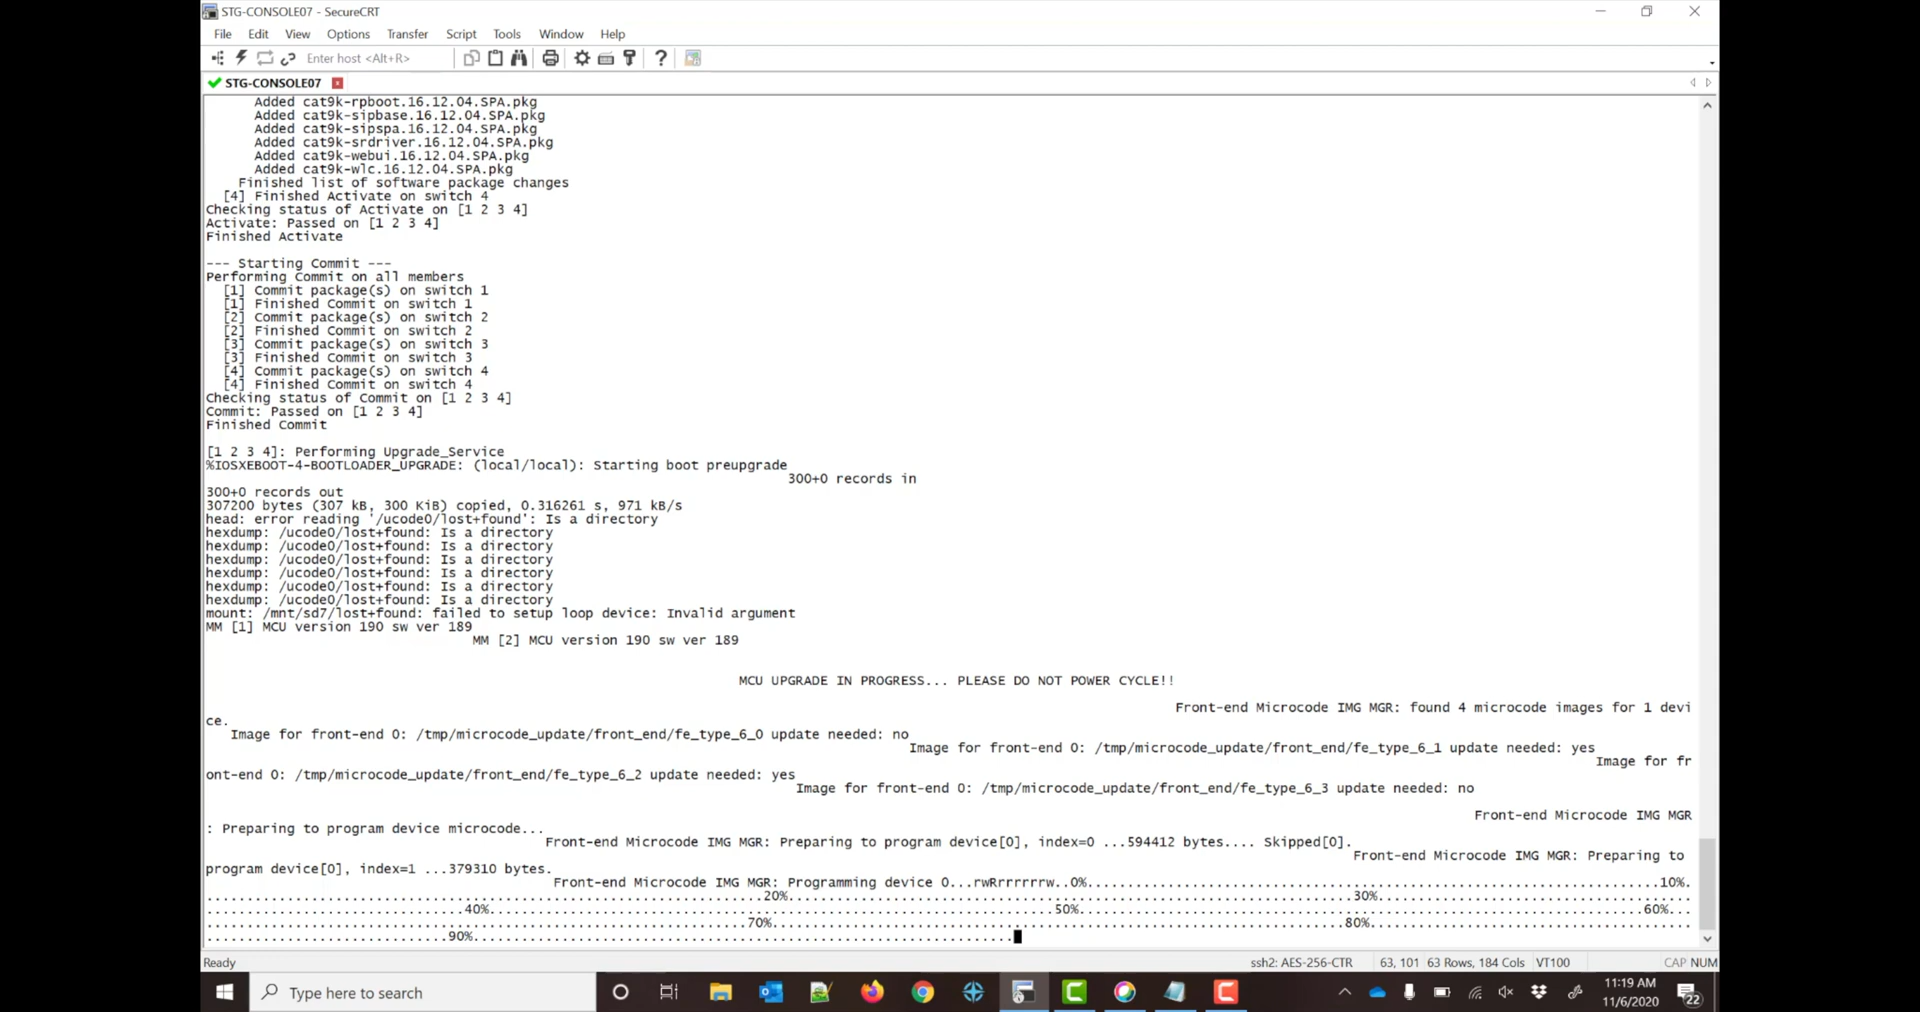 STG-CONSOLE07 - SecureCRT
File Edit View Options Transfer Script Tools Window Help
Enter host <Alt+R>
STG-CONSOLE07
Added cat9k-rpboot.16.12.04.SPA.pkg
Added cat9k-sipbase.16.12.04.SPA.pkg
Added cat9k-sipspa.16.12.04.SPA.pkg
Added cat9k-srdriver.16.12.04.SPA.pkg
Added cat9k-webui.16.12.04.SPA.pkg
Added cat9k-wlc.16.12.04.SPA.pkg
Finished list of software package changes
[4] Finished Activate on switch 4
Checking status of Activate on [1 2 3 4]
Activate: Passed on [1 2 3 4]
Finished Activate
--- Starting Commit ---
Performing Commit on all members
[1] Commit package(s) on switch 1
[1] Finished Commit on switch 1
[2] Commit package(s) on switch 2
[2] Finished Commit on switch 2
[3] Commit package(s) on switch 3
[3] Finished Commit on switch 3
[4] Commit package(s) on switch 4
[4] Finished Commit on switch 4
Checking status of Commit on [1 2 3 4]
Commit: Passed on [1 2 3 4]
Finished Commit
[1 2 3 4]: Performing Upgrade_Service
%IOSXEBOOT-4-BOOTLOADER_UPGRADE: (local/local): Starting boot preupgrade
300+0 records in
300+0 records out
307200 bytes (307 kB, 300 KiB) copied, 0.316261 s, 971 kB/s
head: error reading '/ucode0/lost+found': Is a directory
hexdump: /ucode0/lost+found: Is a directory
hexdump: /ucode0/lost+found: Is a directory
hexdump: /ucode0/lost+found: Is a directory
hexdump: /ucode0/lost+found: Is a directory
hexdump: /ucode0/lost+found: Is a directory
hexdump: /ucode0/lost+found: Is a directory
mount: /mnt/sd7/lost+found: failed to setup loop device: Invalid argument
MM [1] MCU version 190 sw ver 189
MM [2] MCU version 190 sw ver 189
MCU UPGRADE IN PROGRESS... PLEASE DO NOT POWER CYCLE!!
Front-end Microcode IMG MGR: found 4 microcode images for 1 devi
ce.
Image for front-end 0: /tmp/microcode_update/front_end/fe_type_6_0 update needed: no
Image for front-end 0: /tmp/microcode_update/front_end/fe_type_6_1 update needed: yes
Image for fr
ont-end 0: /tmp/microcode_update/front_end/fe_type_6_2 update needed: yes
Image for front-end 0: /tmp/microcode_update/front_end/fe_type_6_3 update needed: no
Front-end Microcode IMG MGR
: Preparing to program device microcode...
Front-end Microcode IMG MGR: Preparing to program device[0], index=0 ...594412 bytes.... Skipped[0].
Front-end Microcode IMG MGR: Preparing to
program device[0], index=1 ...379310 bytes.
Front-end Microcode IMG MGR: Programming device 0...rwRrrrrrrw..0%.......................................................................10%.
......................................................................20%........................................................................30%........................................
................................40%........................................................................50%........................................................................60%...
.....................................................................70%........................................................................80%.........................................
..............................90%...................................................................
Ready ssh2: AES-256-CTR 63, 101 63 Rows, 184 Cols VT100 CAP NUM
Type here to search
11:19 AM
11/6/2020
22